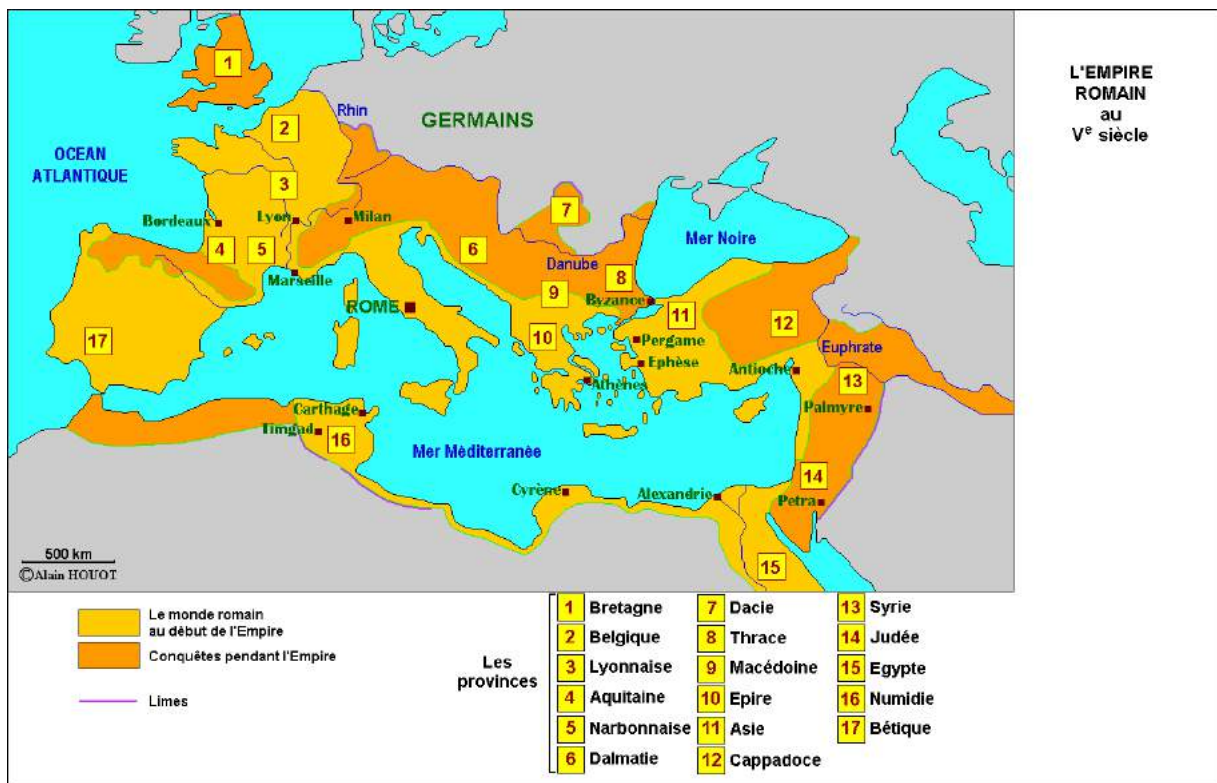 L'EMPIRE
ROMAIN
au
Ve siècle
1
Rhin
GERMAINS
2
OCEAN
ATLANTIQUE
3
7
Bordeaux
Lyon
Milan
Mer Noire
4
5
6
Danube
8
Marseille
9
Byzance
11
ROME
12
17
10
Pergame
Euphrate
Ephèse
Antioche
13
Athènes
Carthage
Palmyre
Timgad
16
Mer Mèditerranée
14
Cyrène
Alexandrie
Petra
500 km
©Alain HOUOT
15
Le monde romain
au début de l'Empire
Conquêtes pendant l'Empire
Limes
Les
provinces
1 Bretagne
2 Belgique
3 Lyonnaise
4 Aquitaine
5 Narbonnaise
6 Dalmatie
7 Dacie
8 Thrace
9 Macédoine
10 Epire
11 Asie
12 Cappadoce
13 Syrie
14 Judée
15 Egypte
16 Numidie
17 Bétique